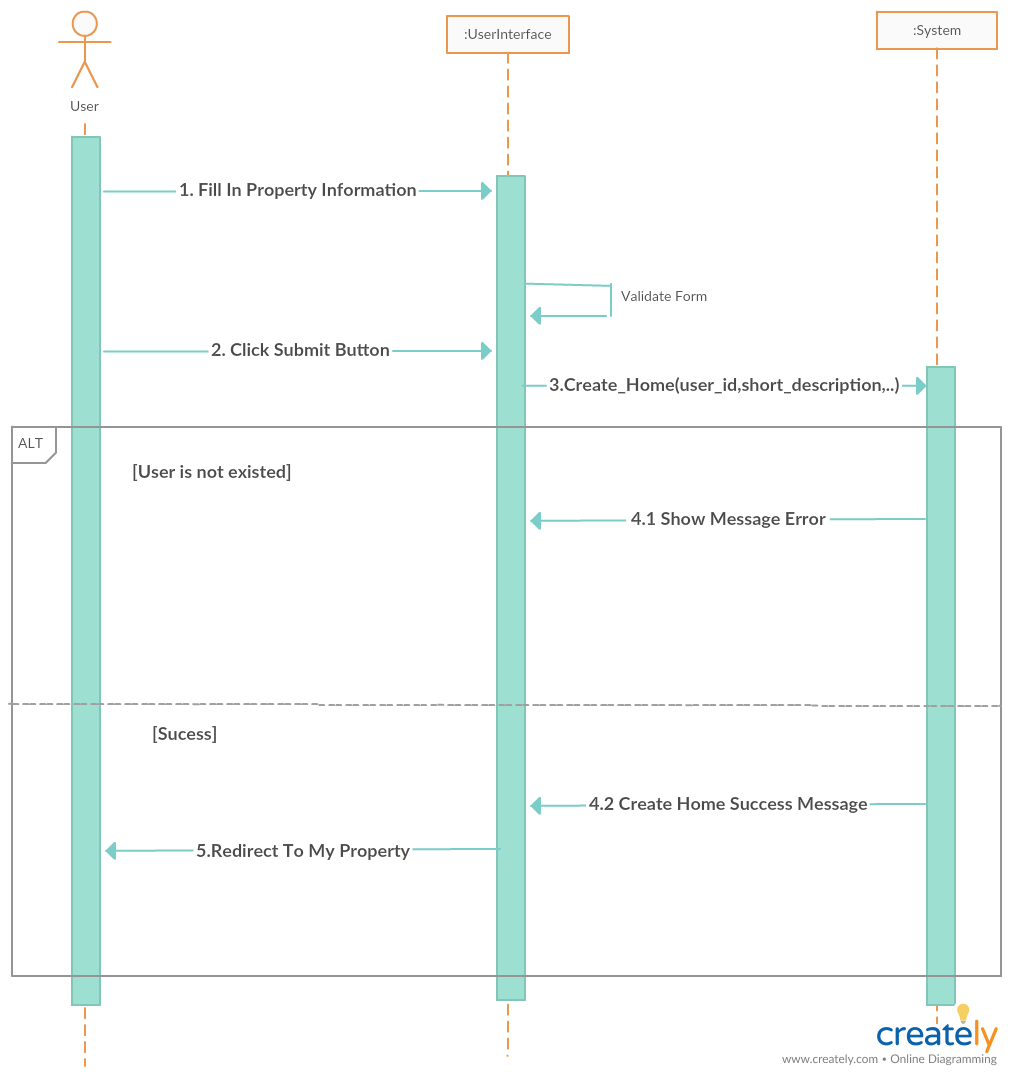 :UserInterface
:System
User
1. Fill In Property Information
Validate Form
2. Click Submit Button
3.Create_Home(user_id,short_description,..)
ALT
[User is not existed]
4.1 Show Message Error
[Sucess]
4.2 Create Home Success Message
5.Redirect To My Property
creately
www.creately.com • Online Diagramming